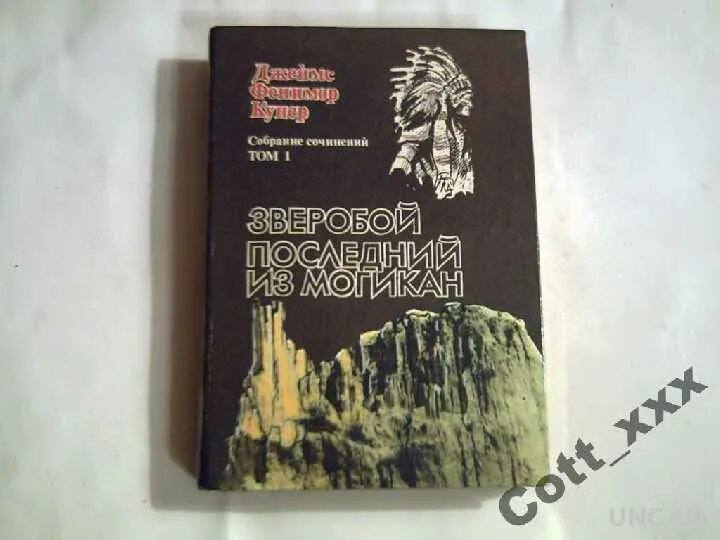 Джеймс
Фенимор
Купер
Собрание сочинений
ТОМ 1
ЗВЕРОБОЙ
ПОСЛЕДНИЙ
ИЗ МОГИКАН
Cott_xxx
UNC.UA